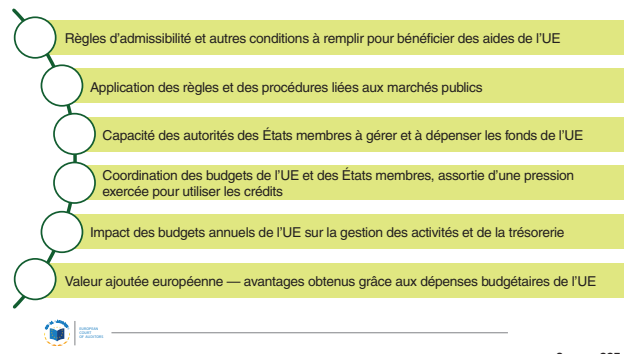 Règles d'admissibilité et autres conditions à remplir pour bénéficier des aides de l'UE
Application des règles et des procédures liées aux marchés publics
Capacité des autorités des États membres à gérer et à dépenser les fonds de l'UE
Coordination des budgets de l'UE et des États membres, assortie d'une pression
exercée pour utiliser les crédits
Impact des budgets annuels de l'UE sur la gestion des activités et de la trésorerie
Valeur ajoutée européenne — avantages obtenus grâce aux dépenses budgétaires de l'UE
EUROPEAN
COURT
OF AUDITORS